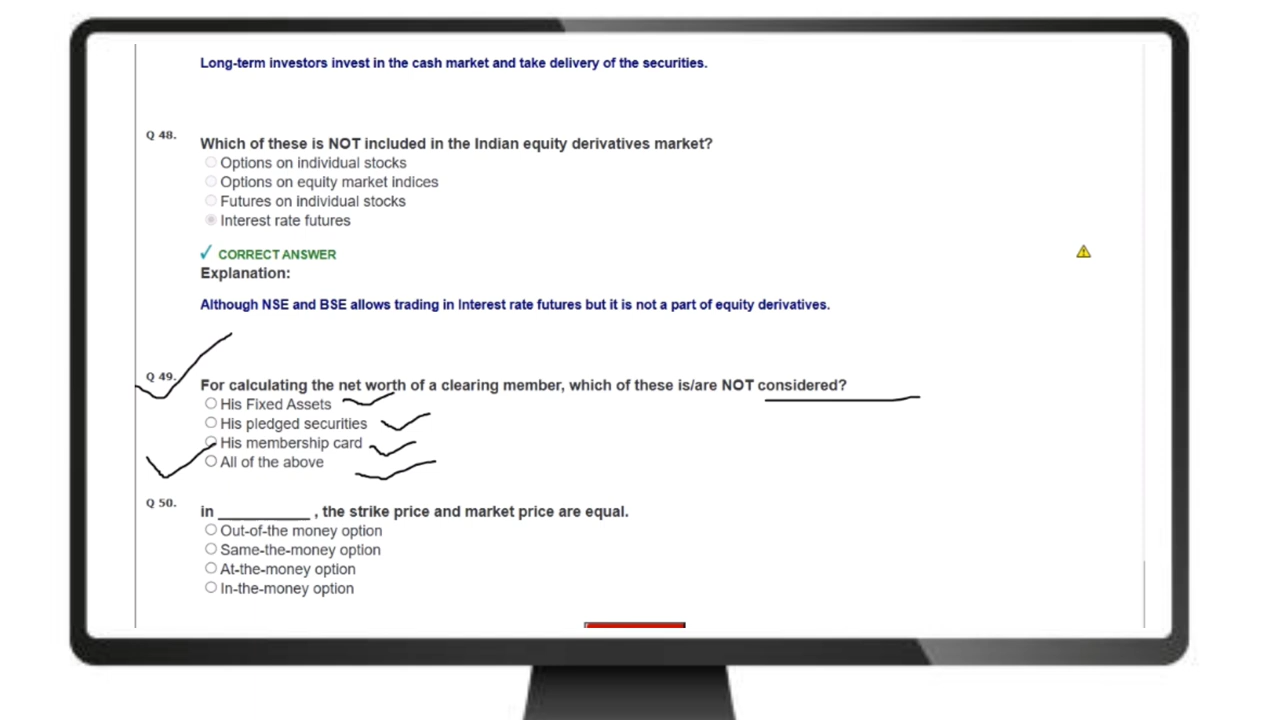 Long-term investors invest in the cash market and take delivery of the securities.
Q 48.
Which of these is NOT included in the Indian equity derivatives market?
Options on individual stocks
Options on equity market indices
Futures on individual stocks
Interest rate futures
CORRECT ANSWER
Explanation:
Although NSE and BSE allows trading in Interest rate futures but it is not a part of equity derivatives.
Q 49.
For calculating the net worth of a clearing member, which of these is/are NOT considered?
His Fixed Assets
His pledged securities
His membership card
All of the above
Q 50.
in __________ , the strike price and market price are equal.
Out-of-the money option
Same-the-money option
At-the-money option
In-the-money option